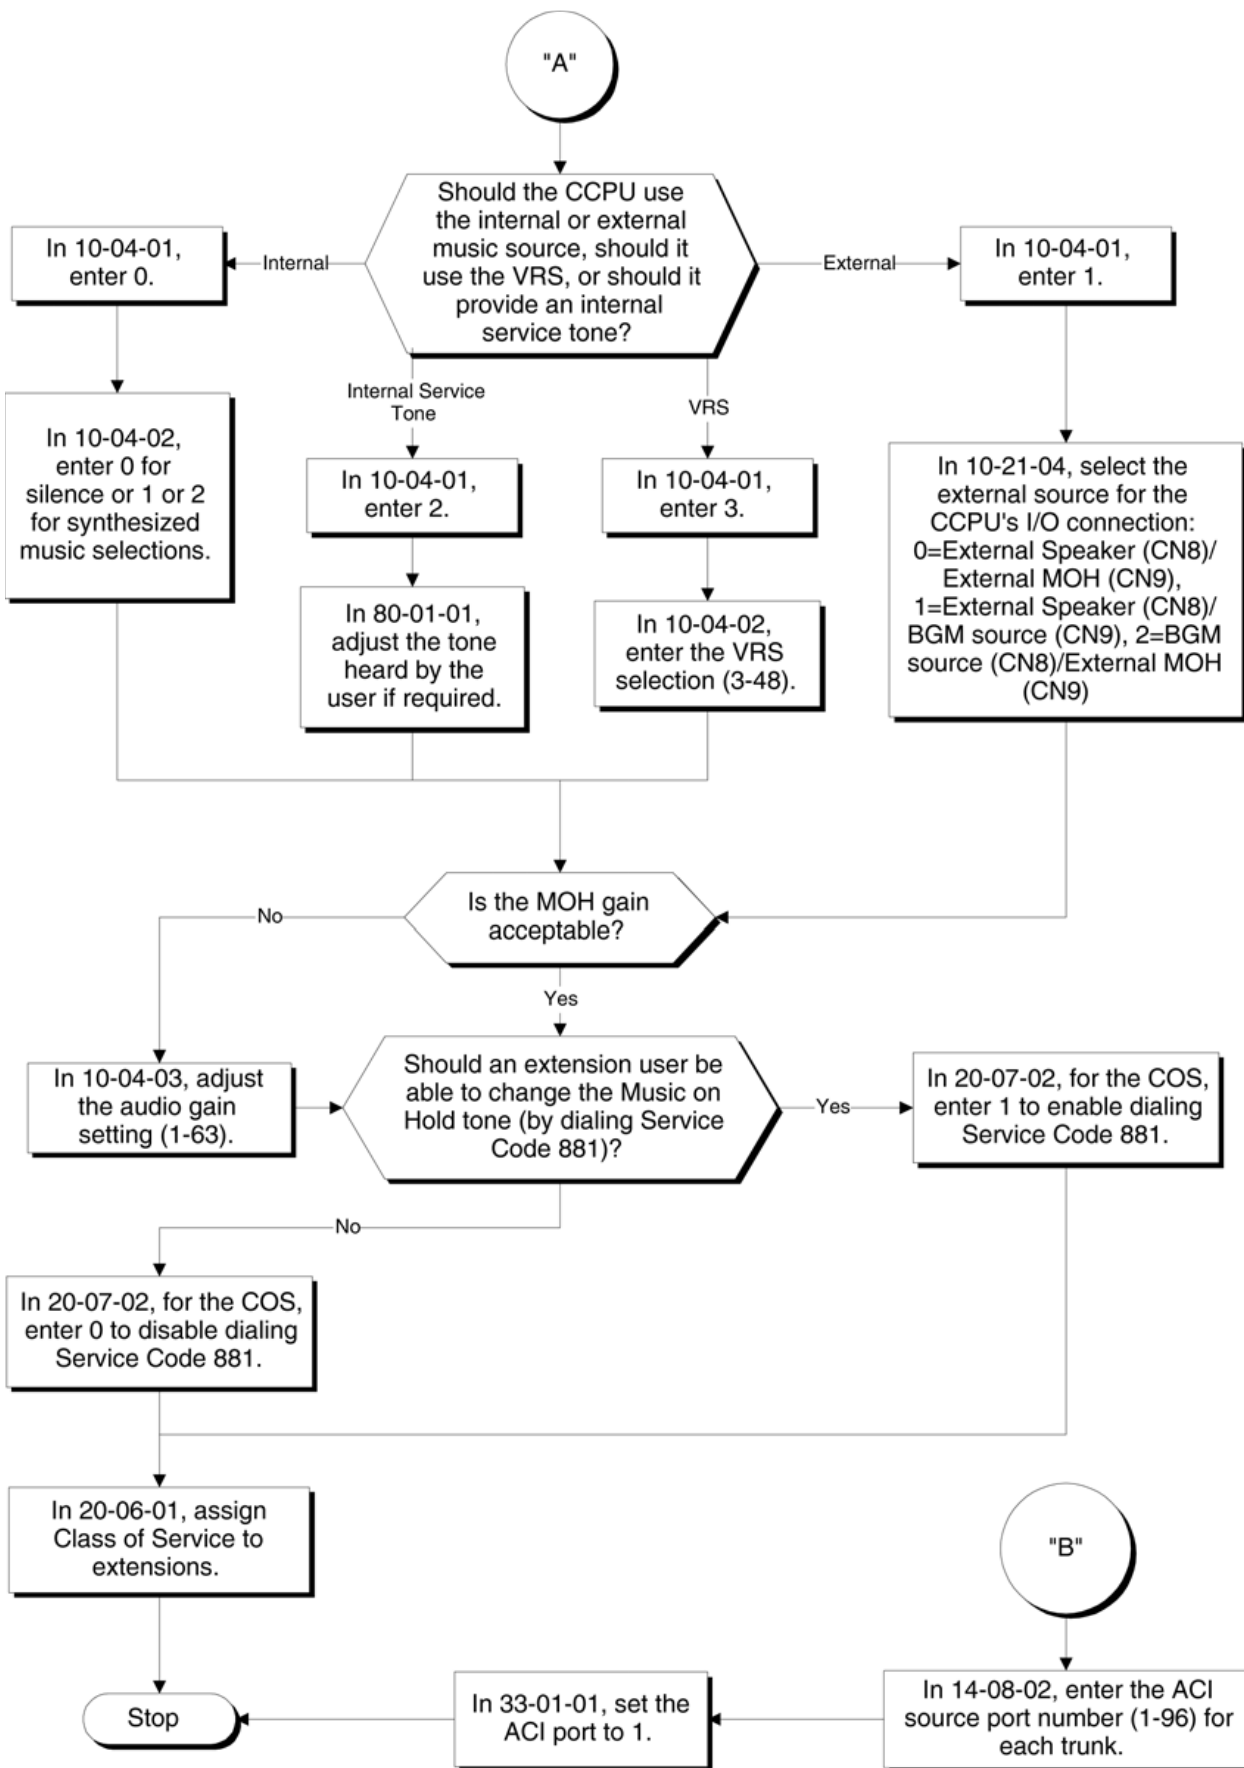 "A"
Should the CCPU use
the internal or external
music source, should it
use the VRS, or should it
provide an internal
service tone?
Internal
External
In 10-04-01,
enter 0.
In 10-04-01,
enter 1.
Internal Service
Tone
VRS
In 10-04-02,
enter 0 for
silence or 1 or 2
for synthesized
music selections.
In 10-04-01,
enter 2.
In 10-04-01,
enter 3.
In 10-21-04, select the
external source for the
CCPU's I/O connection:
0=External Speaker (CN8)/
External MOH (CN9),
1=External Speaker (CN8)/
BGM source (CN9), 2=BGM
source (CN8)/External MOH
(CN9)
In 80-01-01,
adjust the tone
heard by the
user if required.
In 10-04-02,
enter the VRS
selection (3-48).
Is the MOH gain
acceptable?
No
Yes
In 10-04-03, adjust
the audio gain
setting (1-63).
Should an extension user be
able to change the Music on
Hold tone (by dialing Service
Code 881)?
Yes
In 20-07-02, for the COS,
enter 1 to enable dialing
Service Code 881.
No
In 20-07-02, for the COS,
enter 0 to disable dialing
Service Code 881.
In 20-06-01, assign
Class of Service to
extensions.
"B"
Stop
In 33-01-01, set the
ACI port to 1.
In 14-08-02, enter the ACI
source port number (1-96) for
each trunk.